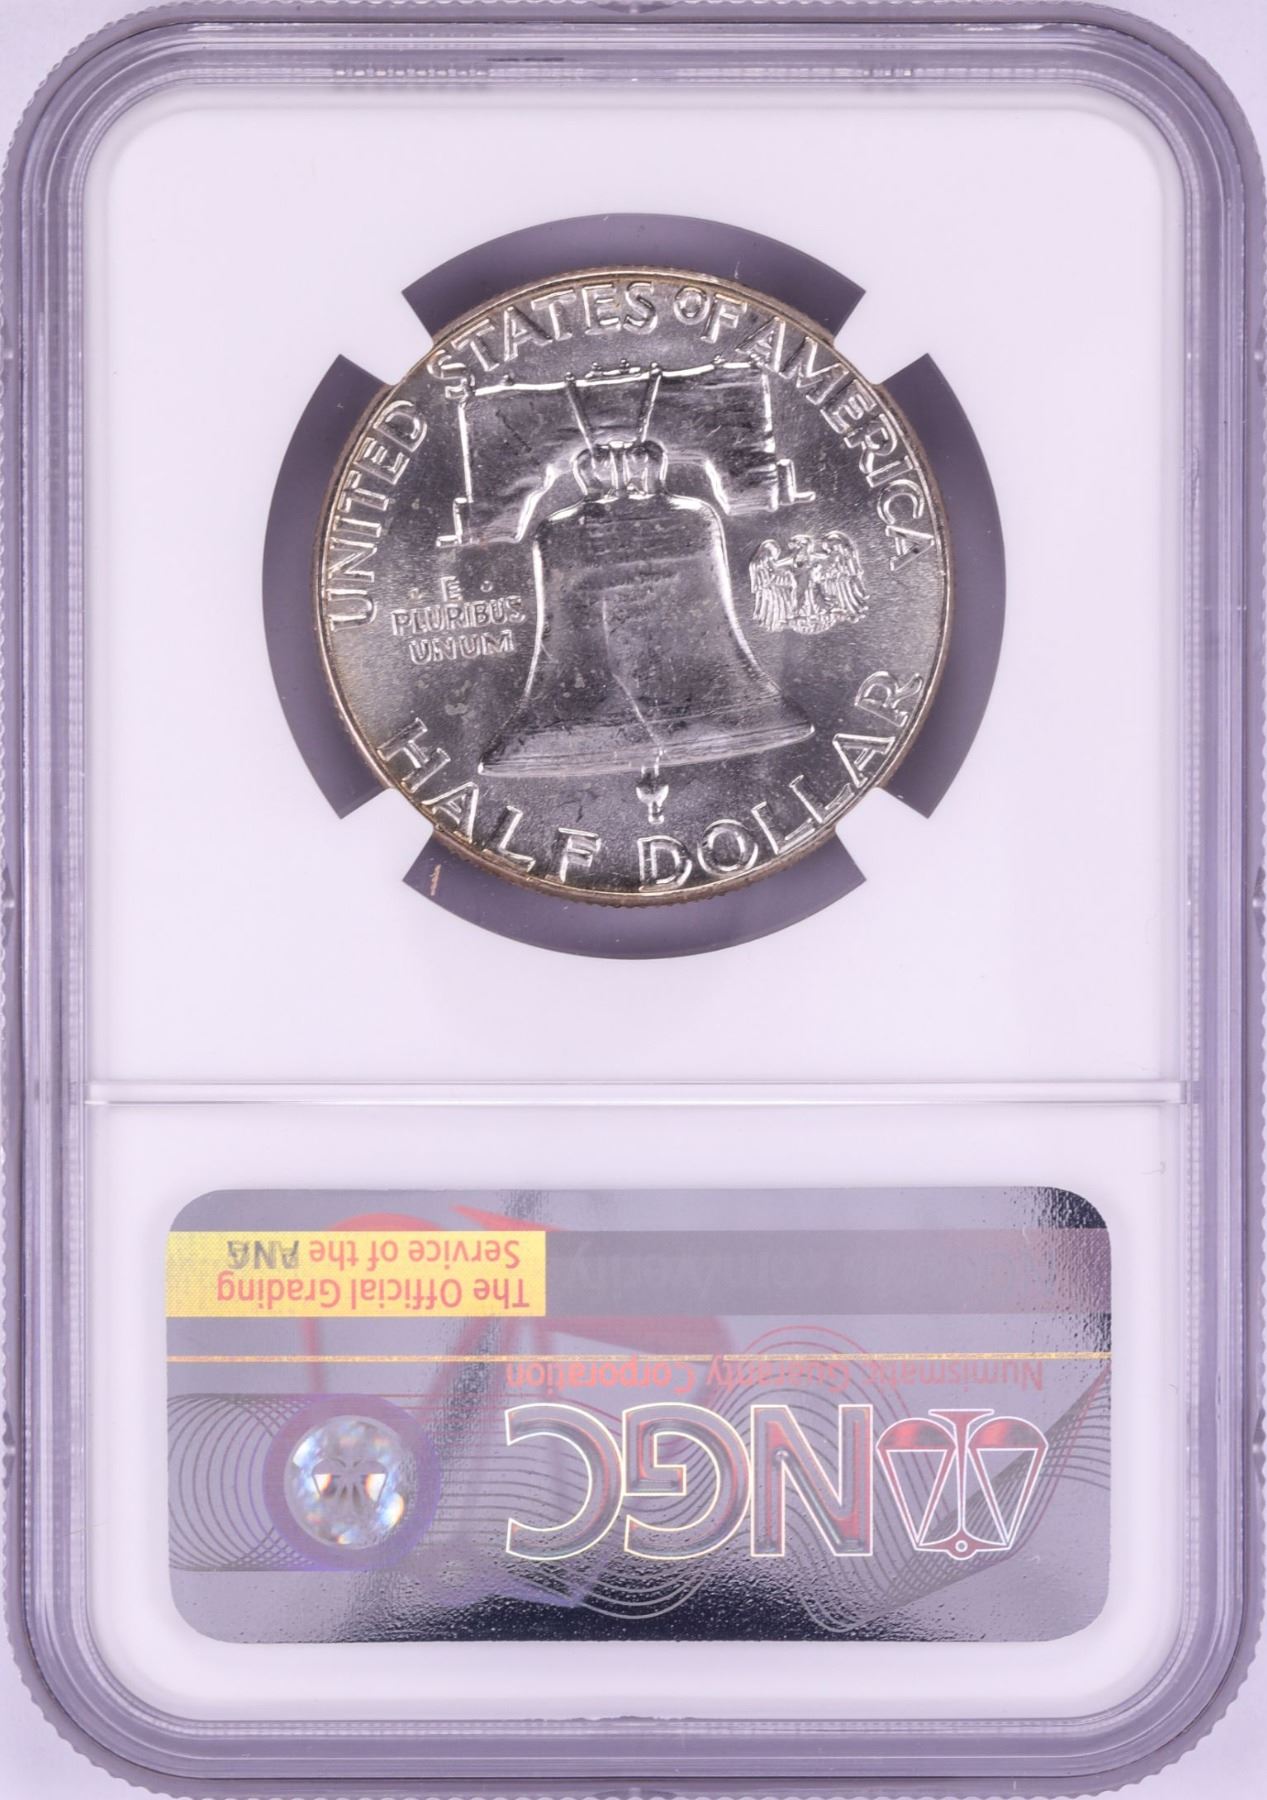 UNITED STATES OF AMERICA
E
PLURIBUS
UNUM
HALF DOLLAR
NGC
Numismatic Guaranty Corporation
The Official Grading
Service of the ANA